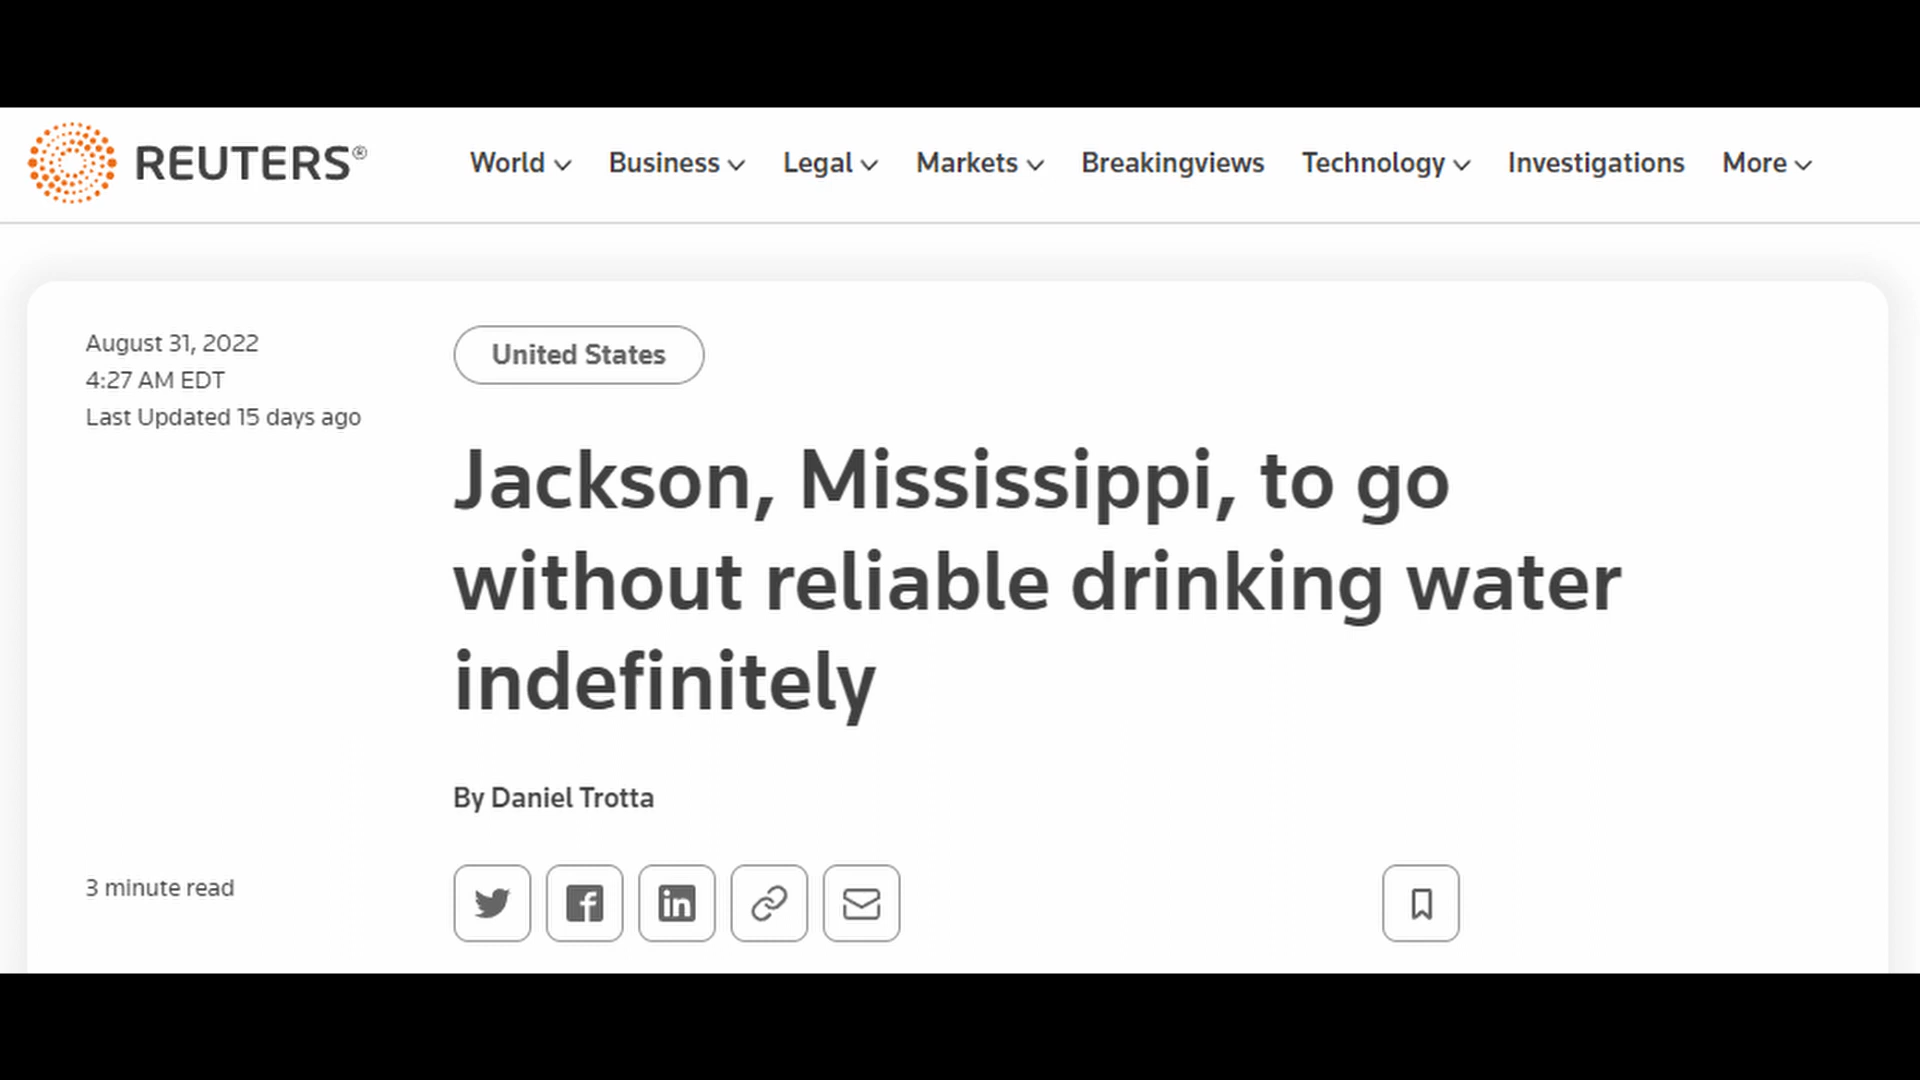 REUTERS®
World Business Legal Markets Breakingviews Technology Investigations More
August 31, 2022
4:27 AM EDT
Last Updated 15 days ago
United States
Jackson, Mississippi, to go
without reliable drinking water
indefinitely
By Daniel Trotta
3 minute read